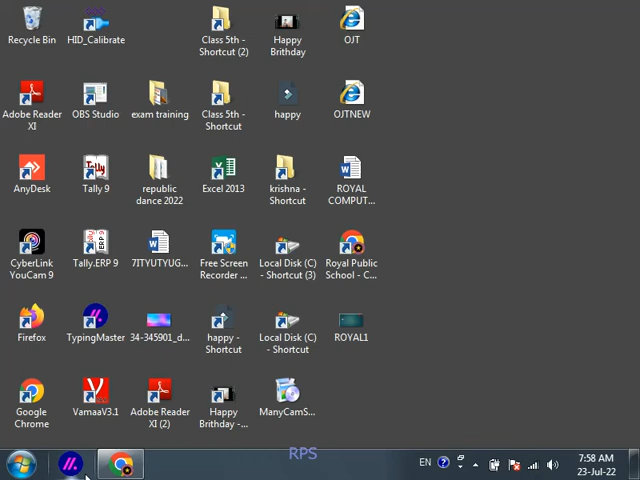 Recycle Bin
HID_Calibrate
Class 5th -
Shortcut (2)
Happy
Birthday
OJT
Adobe Reader
XI
OBS Studio
exam training
Class 5th -
Shortcut
happy
OJTNEW
AnyDesk
Tally 9
republic
dance 2022
Excel 2013
krishna -
Shortcut
ROYAL
COMPUT...
CyberLink
YouCam 9
Tally.ERP 9
7ITYUTYUG...
Free Screen
Recorder ...
Local Disk (C)
- Shortcut (3)
Royal Public
School - C...
Firefox
TypingMaster
34-345901_d...
happy -
Shortcut
Local Disk (C)
- Shortcut
ROYAL1
Google
Chrome
VamaaV3.1
Adobe Reader
XI (2)
Happy
Birthday -...
ManyCamS...
RPS
EN
7:58 AM
23-Jul-22